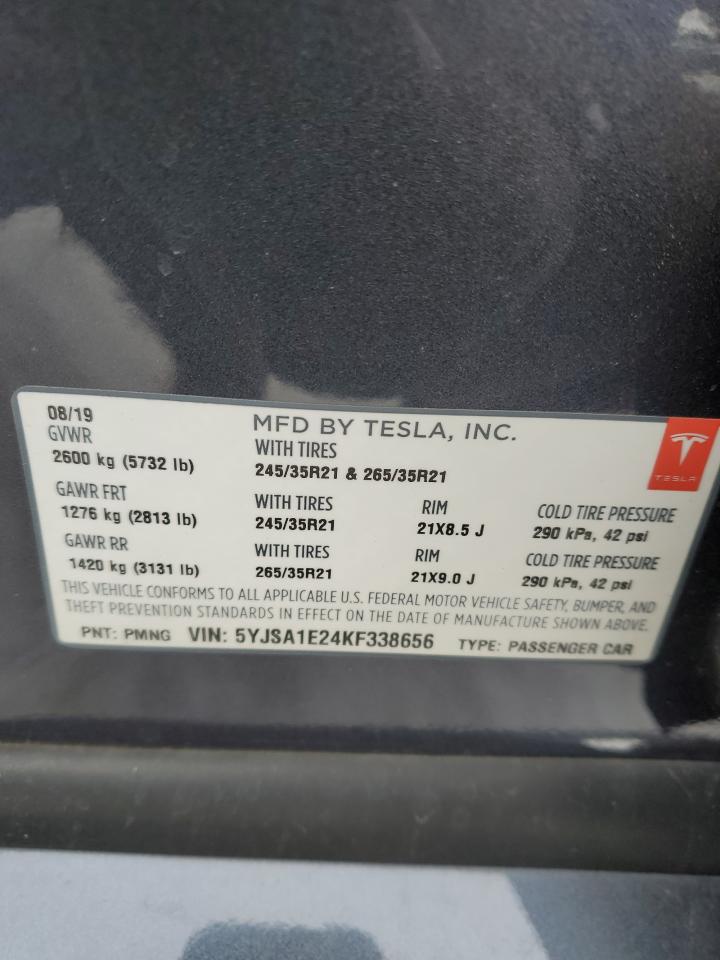 08/19
MFD BY TESLA, INC.
GVWR
2600 kg (5732 lb)
WITH TIRES
245/35R21 & 265/35R21
TESLA
GAWR FRT
1276 kg (2813 lb)
WITH TIRES
245/35R21
RIM
21X8.5 J
COLD TIRE PRESSURE
290 kPa, 42 psi
GAWR RR
1420 kg (3131 lb)
WITH TIRES
265/35R21
RIM
21X9.0 J
COLD TIRE PRESSURE
290 kPa, 42 psi
THIS VEHICLE CONFORMS TO ALL APPLICABLE U.S. FEDERAL MOTOR VEHICLE SAFETY, BUMPER, AND
THEFT PREVENTION STANDARDS IN EFFECT ON THE DATE OF MANUFACTURE SHOWN ABOVE.
PNT: PMNG VIN: 5YJSA1E24KF338656 TYPE: PASSENGER CAR